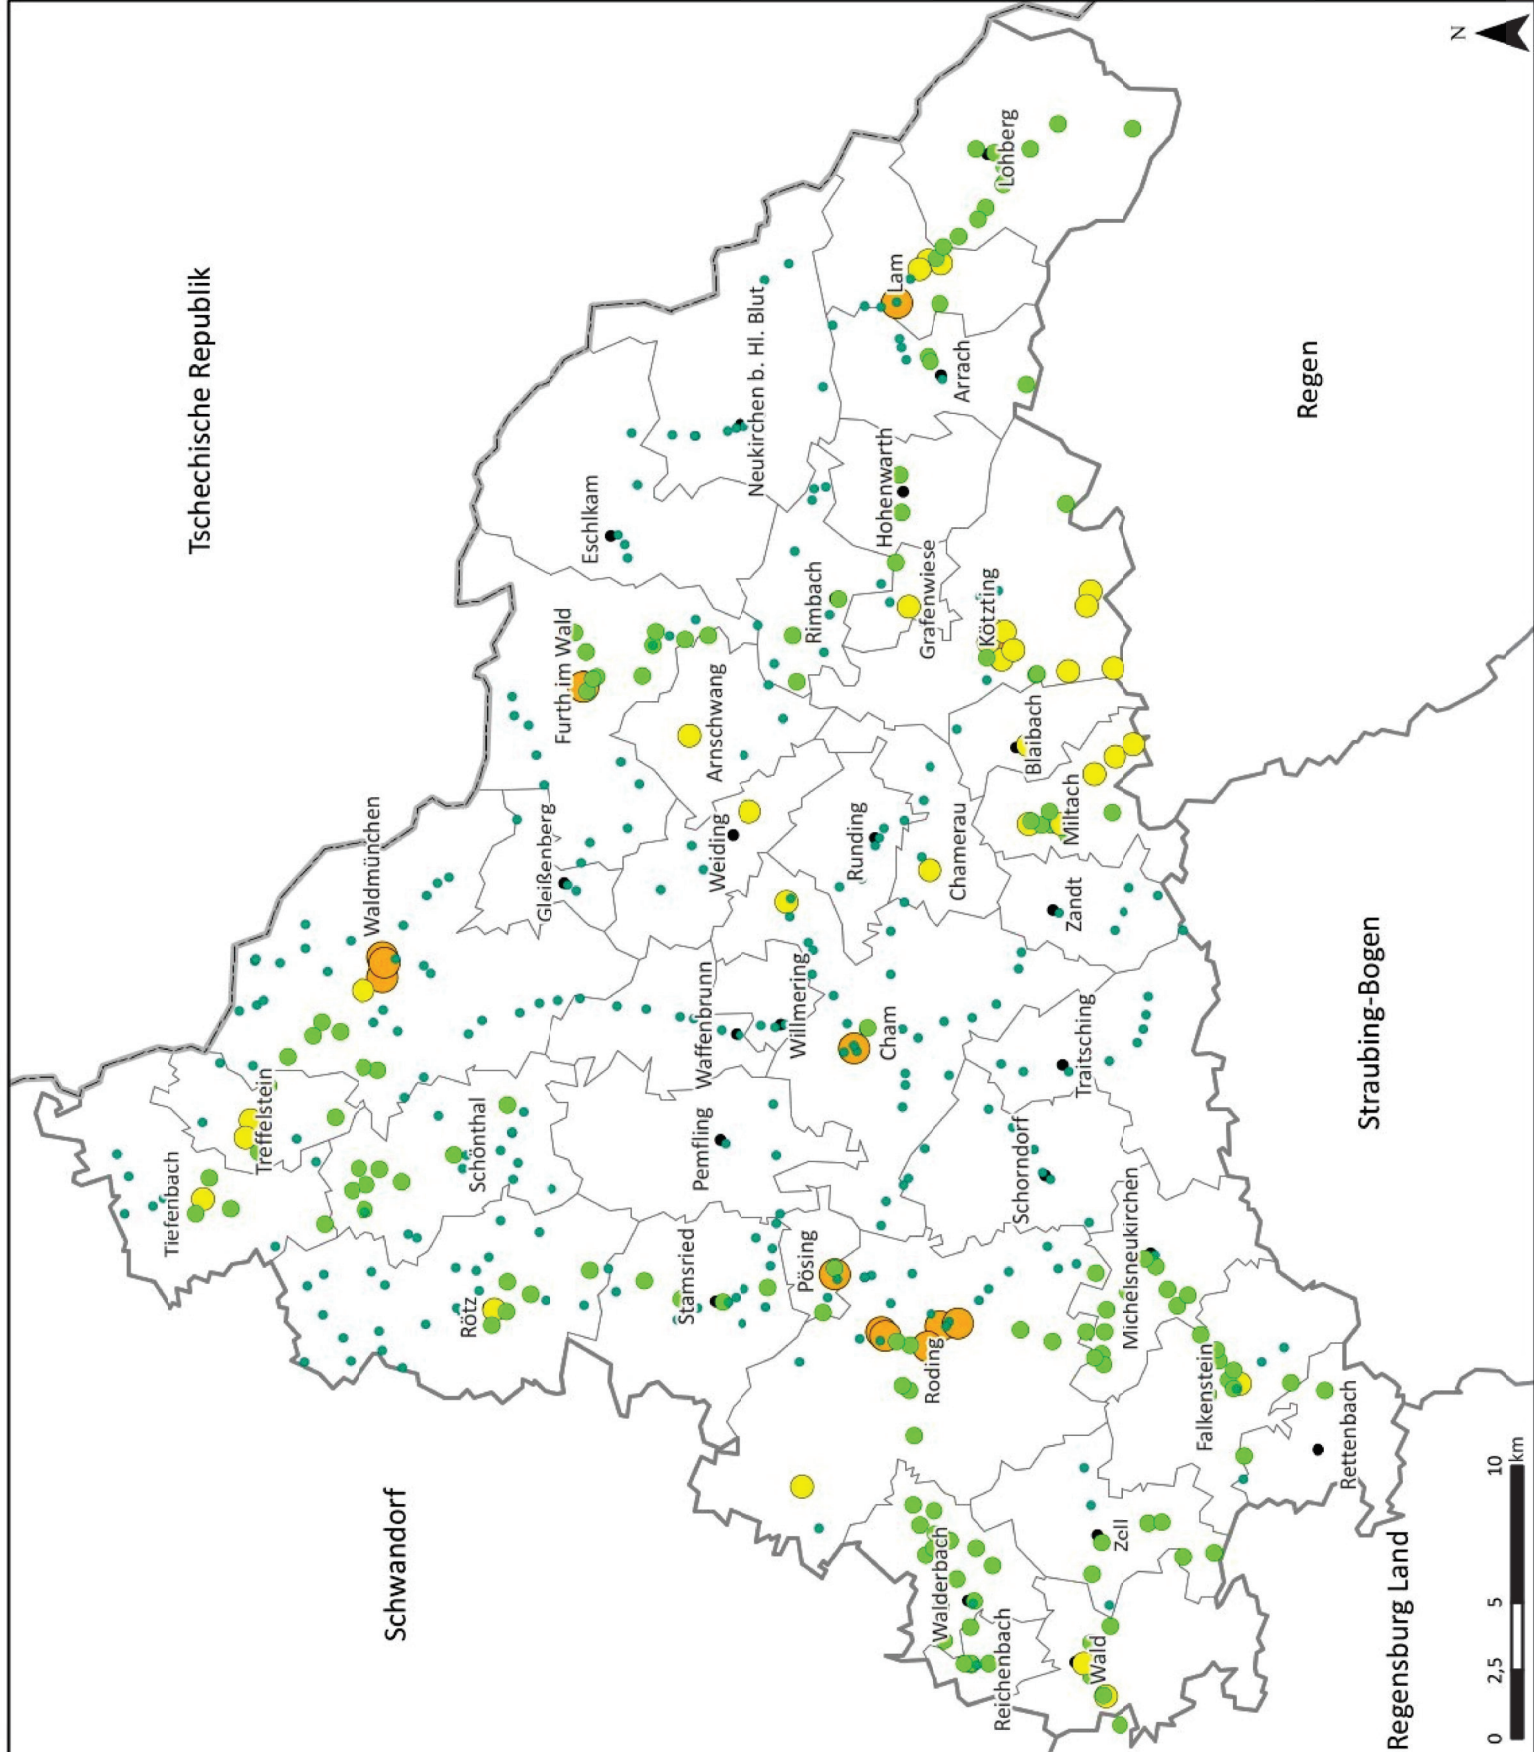 Tschechische Republik
Schwandorf
Regen
Straubing-Bogen
Regensburg Land
Tiefenbach
Treffelstein
Waldmünchen
Schönthal
Rötz
Gleißenberg
Furth im Wald
Eschlkam
Neukirchen b. Hl. Blut
Arnschwang
Weiding
Waffenbrunn
Willmering
Pemfling
Stamsried
Pösing
Cham
Runding
Chamerau
Rimbach
Hohenwarth
Grafenwiese
Kötzting
Arrach
Lam
Lohberg
Blaibach
Miltach
Zandt
Traitsching
Schorndorf
Michelsneukirchen
Roding
Falkenstein
Rettenbach
Zell
Walderbach
Reichenbach
Wald
N
0 2,5 5 10
km